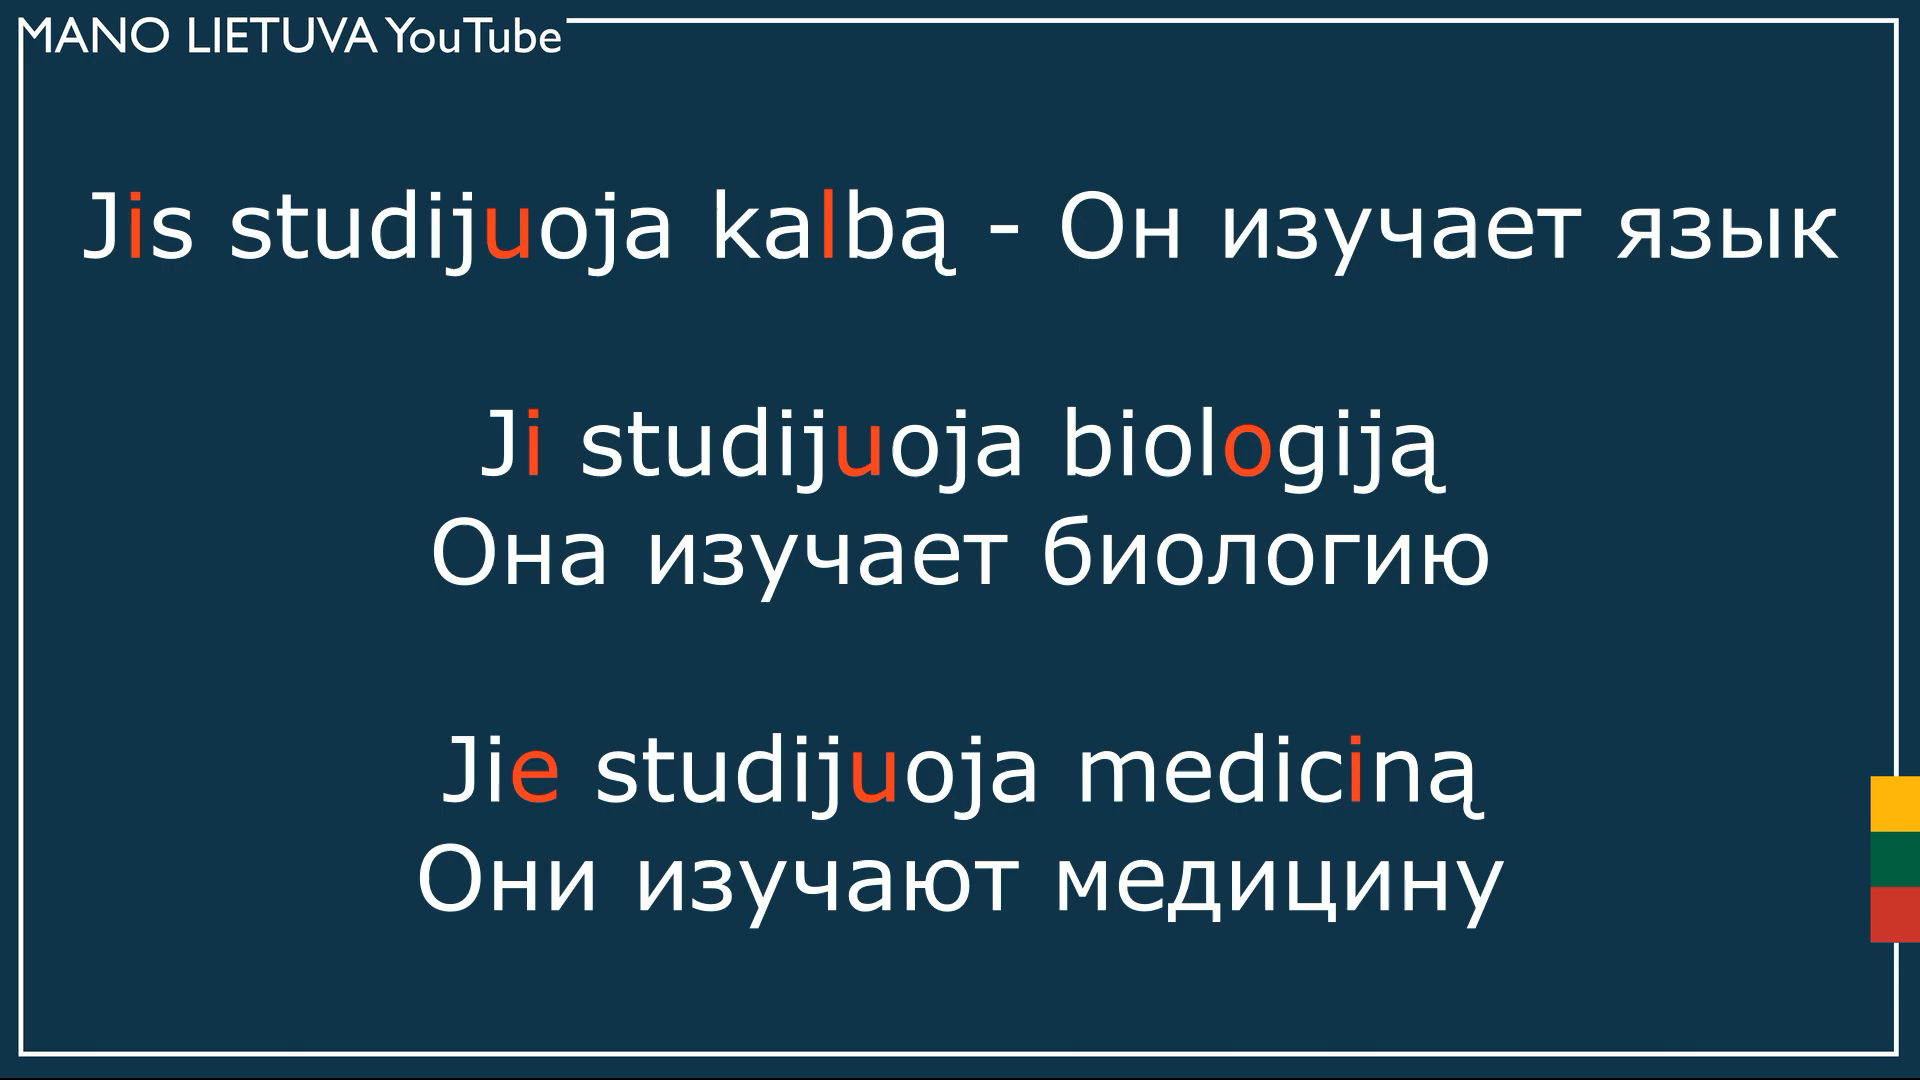 MANO LIETUVA YouTube
Jis studijuoja kalbą - Он изучает язык
Ji studijuoja biologiją
Она изучает биологию
Jie studijuoja mediciną
Они изучают медицину